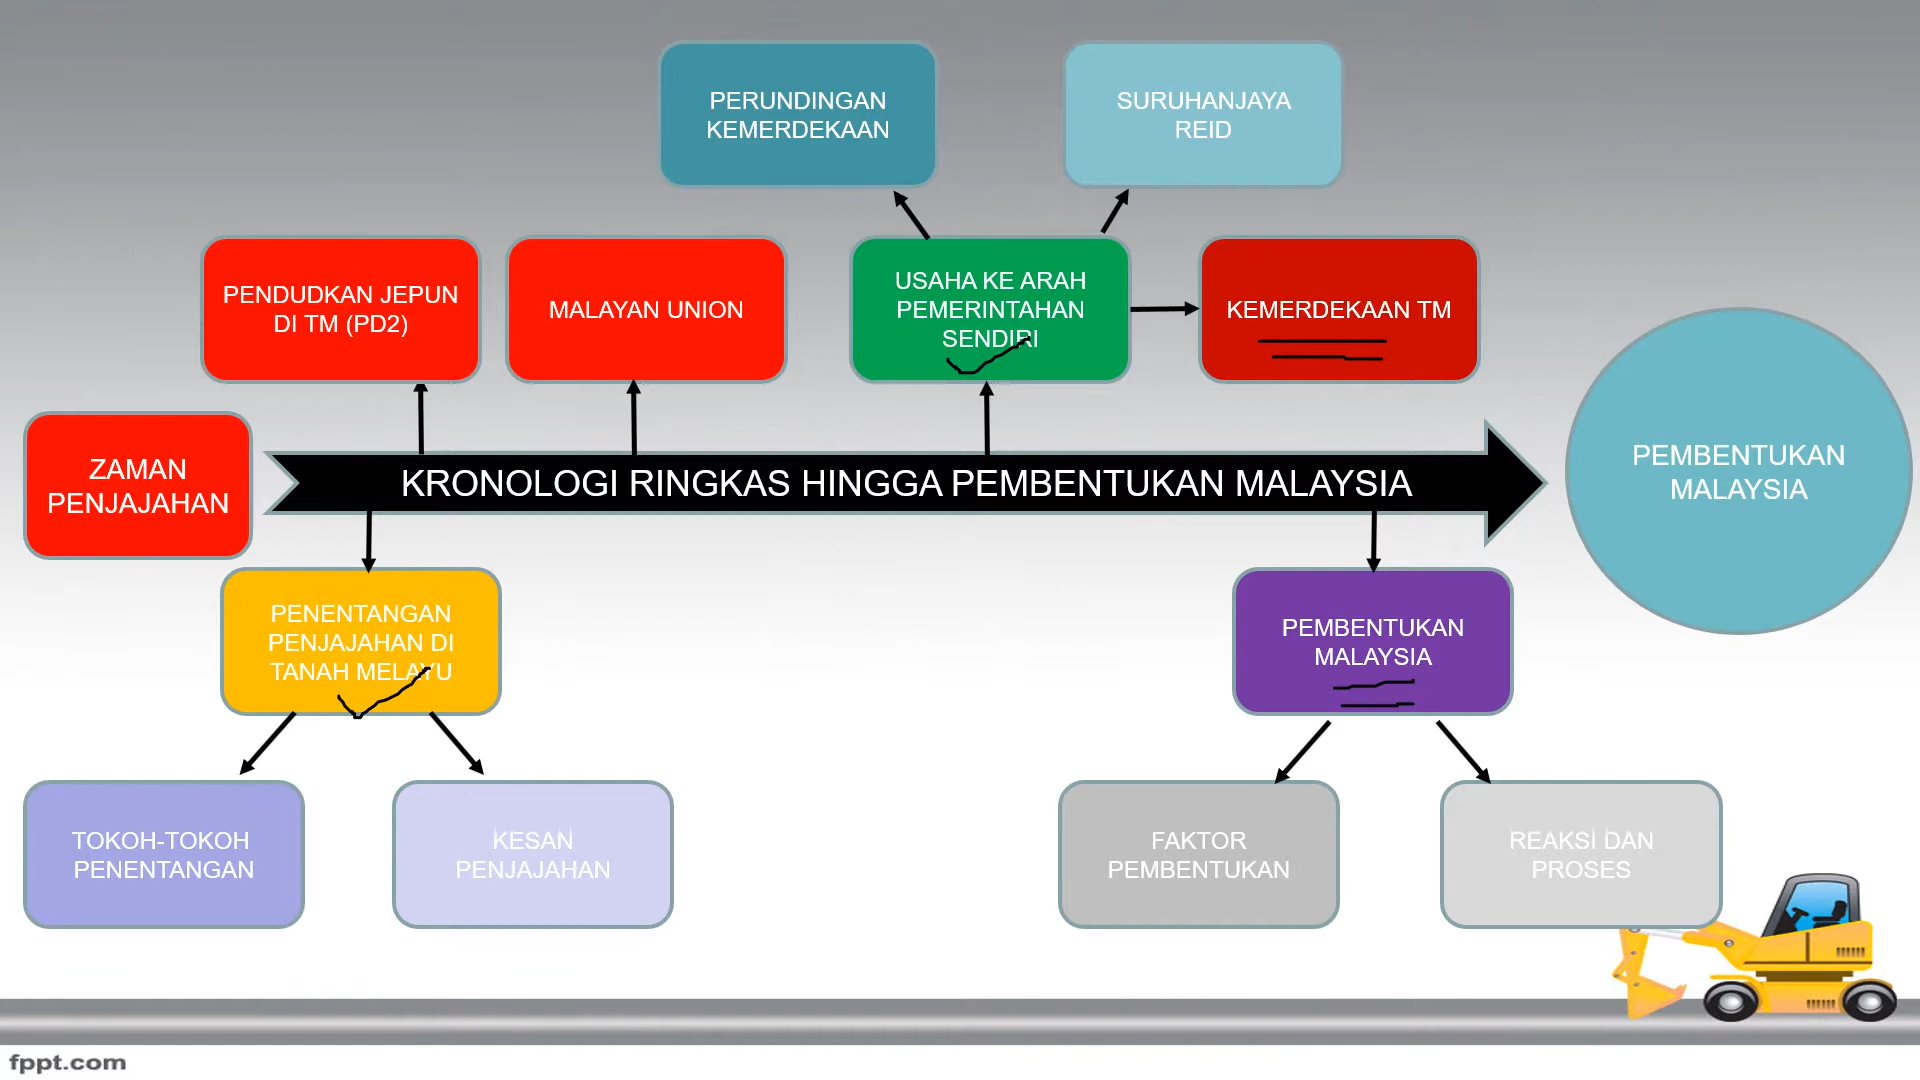 PERUNDINGAN
KEMERDEKAAN
SURUHANJAYA
REID
PENDUDKAN JEPUN
DI TM (PD2)
MALAYAN UNION
USAHA KE ARAH
PEMERINTAHAN
SENDIRI
KEMERDEKAAN TM
ZAMAN
PENJAJAHAN
KRONOLOGI RINGKAS HINGGA PEMBENTUKAN MALAYSIA
PEMBENTUKAN
MALAYSIA
PENENTANGAN
PENJAJAHAN DI
TANAH MELAYU
PEMBENTUKAN
MALAYSIA
TOKOH-TOKOH
PENENTANGAN
KESAN
PENJAJAHAN
FAKTOR
PEMBENTUKAN
REAKSI DAN
PROSES
fppt.com